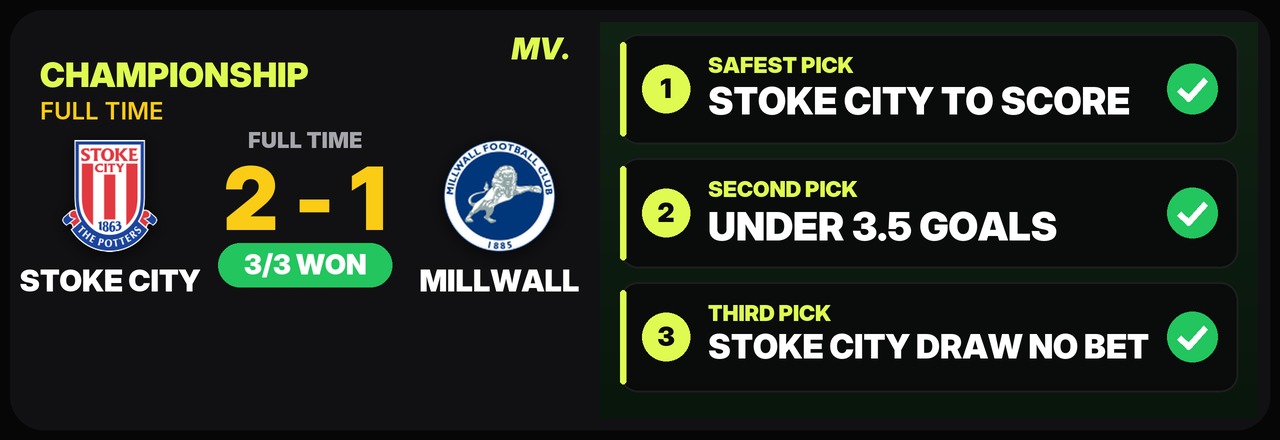 MV.
CHAMPIONSHIP
FULL TIME
FULL TIME
2 - 1
3/3 WON
STOKE
CITY
1863
THE POTTERS
STOKE CITY
MILLWALL FOOTBALL CLUB
1885
MILLWALL
1
SAFEST PICK
STOKE CITY TO SCORE
2
SECOND PICK
UNDER 3.5 GOALS
3
THIRD PICK
STOKE CITY DRAW NO BET